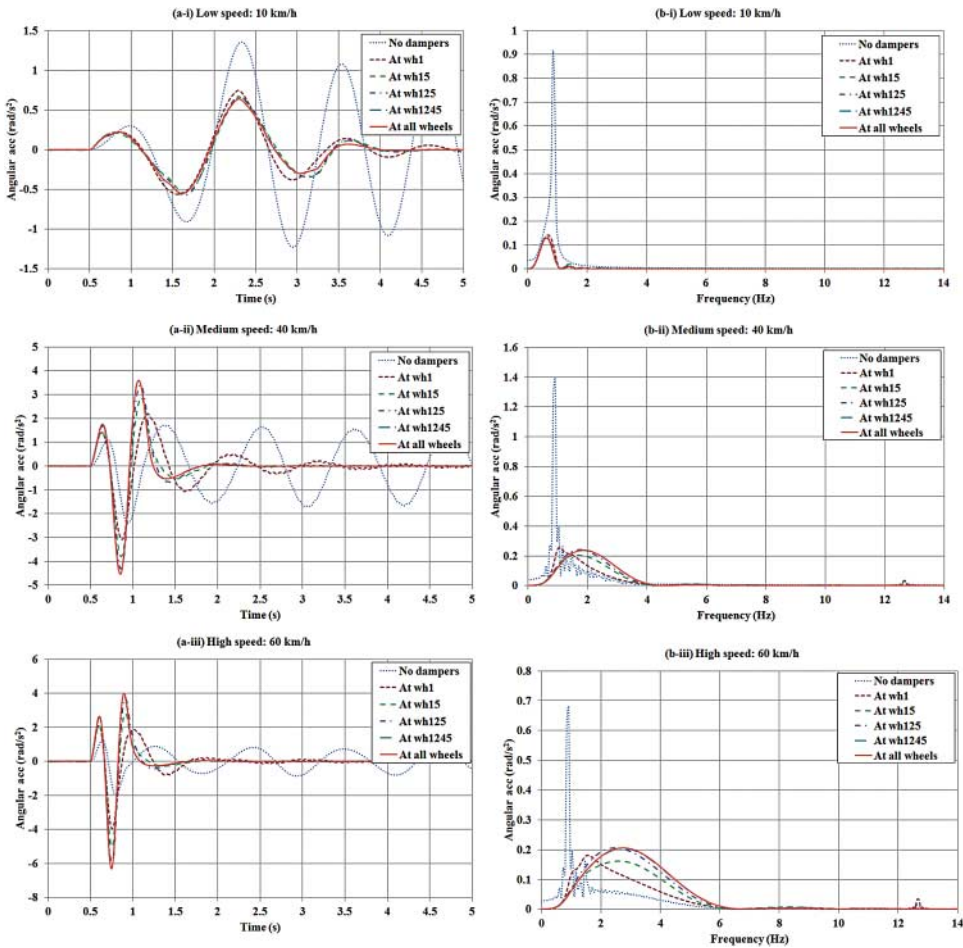 (a-i) Low speed: 10 km/h
Angular acc (rad/s²)
1.5
1
0.5
0
-0.5
-1
-1.5
No dampers
At wh1
At wh15
At wh125
At wh1245
At all wheels
0 0.5 1 1.5 2 2.5 3 3.5 4 4.5 5
Time (s)
(b-i) Low speed: 10 km/h
Angular acc (rad/s²)
1
0.9
0.8
0.7
0.6
0.5
0.4
0.3
0.2
0.1
0
No dampers
At wh1
At wh15
At wh125
At wh1245
At all wheels
0 2 4 6 8 10 12 14
Frequency (Hz)
(a-ii) Medium speed: 40 km/h
Angular acc (rad/s²)
5
4
3
2
1
0
-1
-2
-3
-4
-5
No dampers
At wh1
At wh15
At wh125
At wh1245
At all wheels
0 0.5 1 1.5 2 2.5 3 3.5 4 4.5 5
Time (s)
(b-ii) Medium speed: 40 km/h
Angular acc (rad/s²)
1.6
1.4
1.2
1
0.8
0.6
0.4
0.2
0
No dampers
At wh1
At wh15
At wh125
At wh1245
At all wheels
0 2 4 6 8 10 12 14
Frequency (Hz)
(a-iii) High speed: 60 km/h
Angular acc (rad/s²)
6
4
2
0
-2
-4
-6
-8
No dampers
At wh1
At wh15
At wh125
At wh1245
At all wheels
0 0.5 1 1.5 2 2.5 3 3.5 4 4.5 5
Time (s)
(b-iii) High speed: 60 km/h
Angular acc (rad/s²)
0.8
0.7
0.6
0.5
0.4
0.3
0.2
0.1
0
No dampers
At wh1
At wh15
At wh125
At wh1245
At all wheels
0 2 4 6 8 10 12 14
Frequency (Hz)